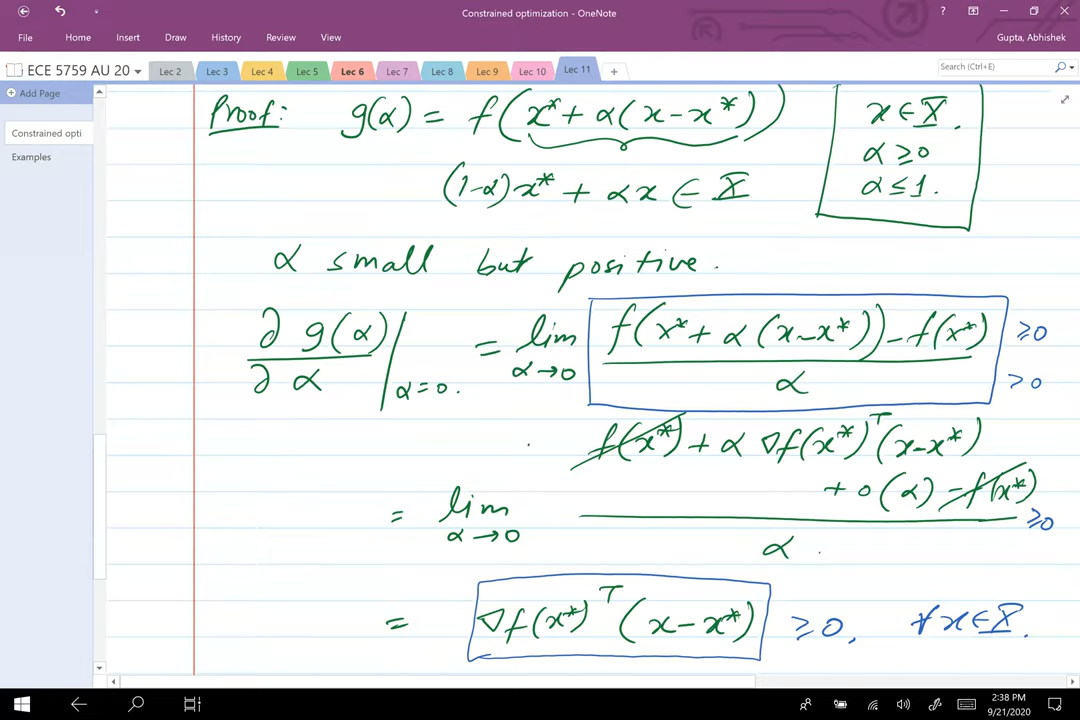 Constrained optimization - OneNote
?
File Home Insert Draw History Review View
Gupta, Abhishek
ECE 5759 AU 20 Lec 2 Lec 3 Lec 4 Lec 5 Lec 6 Lec 7 Lec 8 Lec 9 Lec 10 Lec 11 +
Search (Ctrl+E)
Add Page
Constrained opti
Examples
Proof: g(α) = f(x* + α(x-x*))
x ∈ X.
α ≥ 0
α ≤ 1.
(1-α)x* + αx ∈ X
α small but positive.
∂ g(α) / ∂ α |α=0. = lim α→0 f(x* + α(x-x*)) - f(x*) / α ≥0 >0
f(x*) + α ∇f(x*)ᵀ(x-x*)
+ o(α) - f(x*)
= lim α→0 / α. ≥0
= ∇f(x*)ᵀ(x-x*) ≥0, ∀x∈X.
2:38 PM
9/21/2020